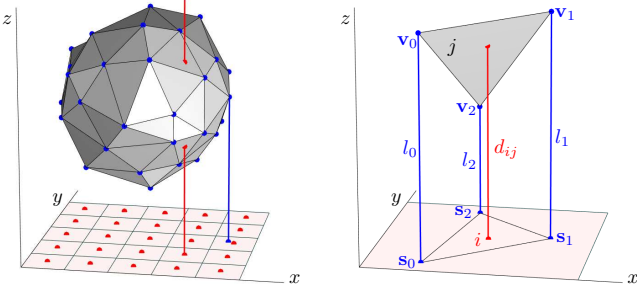 z
y
x
z
v₀
v₁
j
v₂
l₀
l₂
dᵢⱼ
l₁
y
s₂
s₀
i
s₁
x